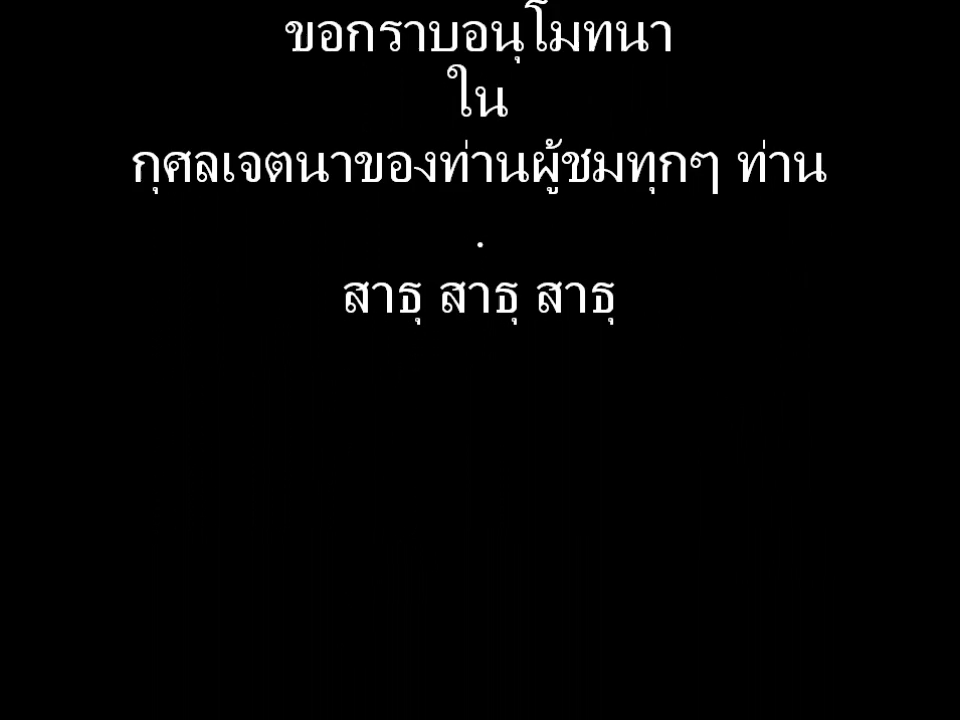 ขอกราบอนุโมทนา
ใน
กุศลเจตนาของท่านผู้ชมทุกๆ ท่าน
.
สาธุ สาธุ สาธุ